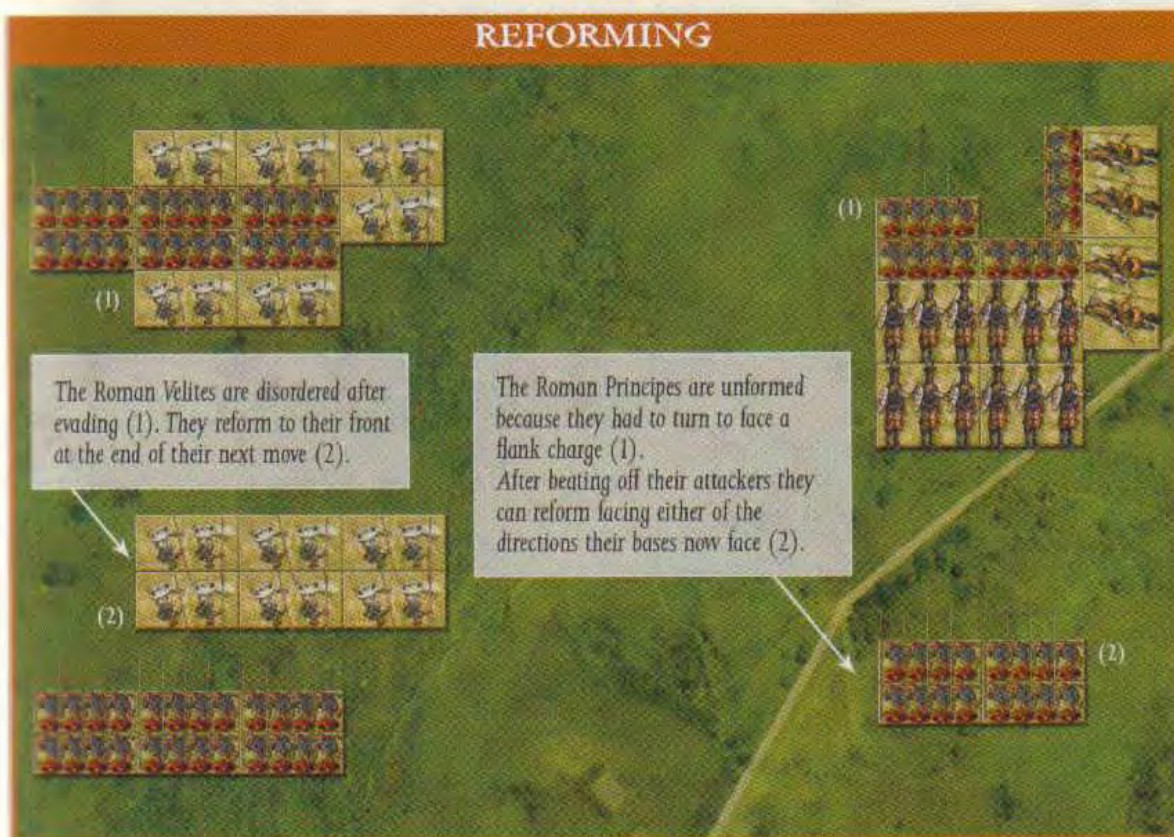 REFORMING
(1)
The Roman Velites are disordered after
evading (1). They reform to their front
at the end of their next move (2).
(2)
(1)
The Roman Principes are unformed
because they had to turn to face a
flank charge (1).
After beating off their attackers they
can reform facing either of the
directions their bases now face (2).
(2)